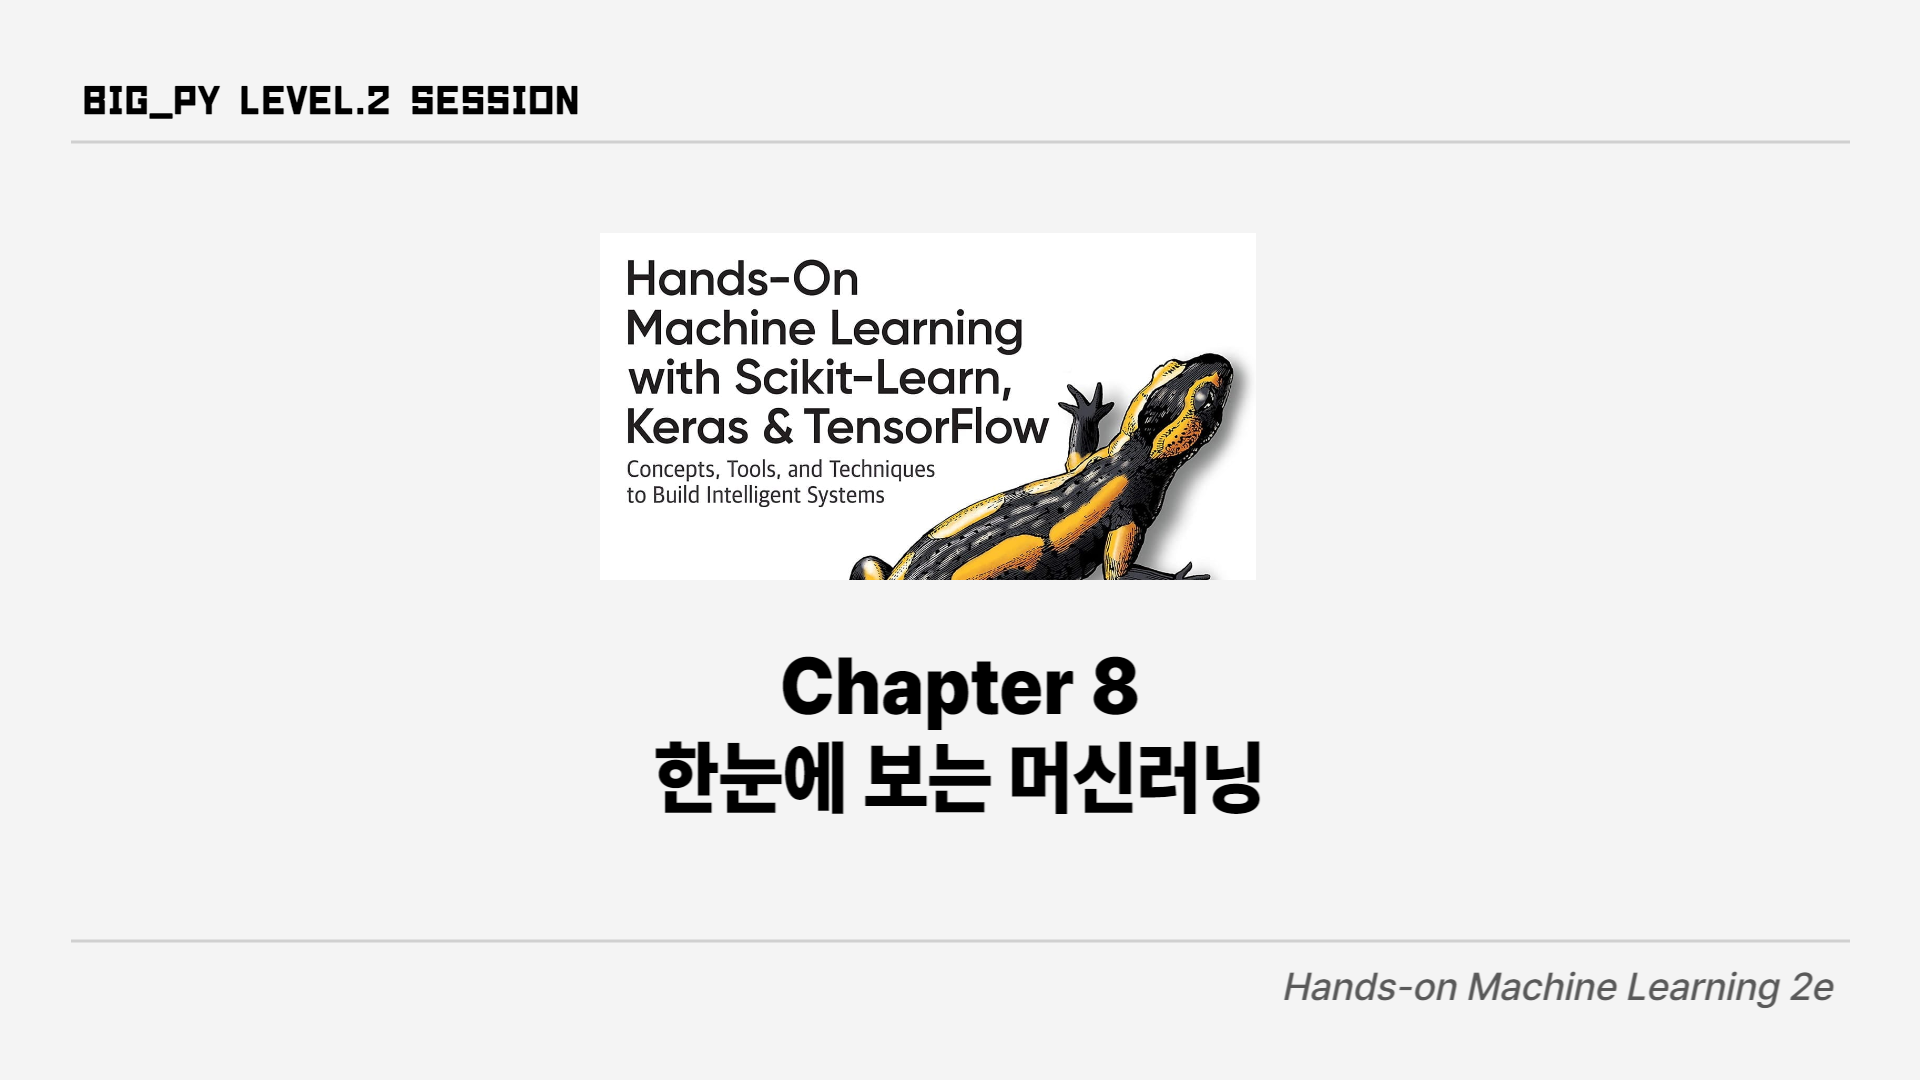 BIG_PY LEVEL.2 SESSION
Hands-On
Machine Learning
with Scikit-Learn,
Keras & TensorFlow
Concepts, Tools, and Techniques
to Build Intelligent Systems
Chapter 8
한눈에 보는 머신러닝
Hands-on Machine Learning 2e